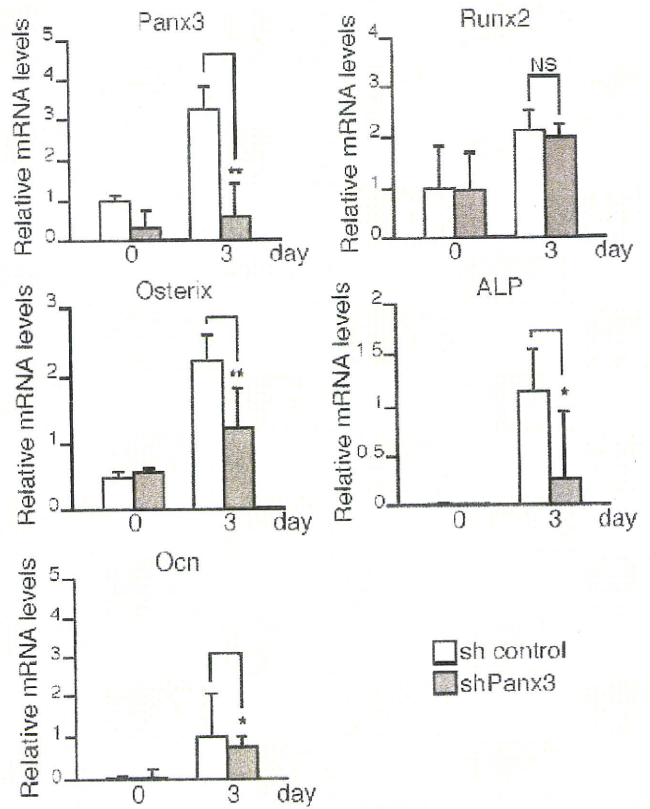 Panx3
Relative mRNA levels
5
4
3
2
1
0
**
0 3 day
Runx2
Relative mRNA levels
4
3
2
1
0
NS
0 3 day
Osterix
Relative mRNA levels
3
2
1
0
**
0 3 day
ALP
Relative mRNA levels
2
1 5
1
0 5
0
*
0 3 day
Ocn
Relative mRNA levels
5
4
3
2
1
0
*
0 3 day
sh control
shPanx3